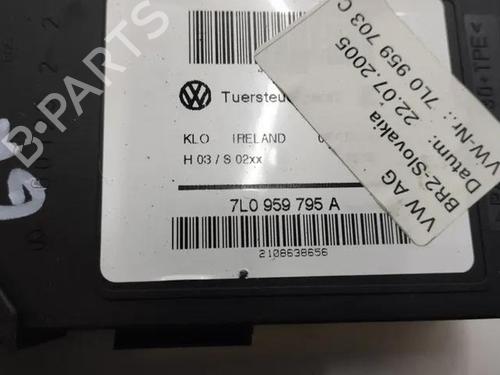 Tuersteu
KLO IRELAND
H 03 / S 02xx
7L0 959 795 A
2108638656
VW AG
BR2-Slovakia
Datum: 22.07.2005
VW-Nr.: 7L0 959 703 C
B-Parts